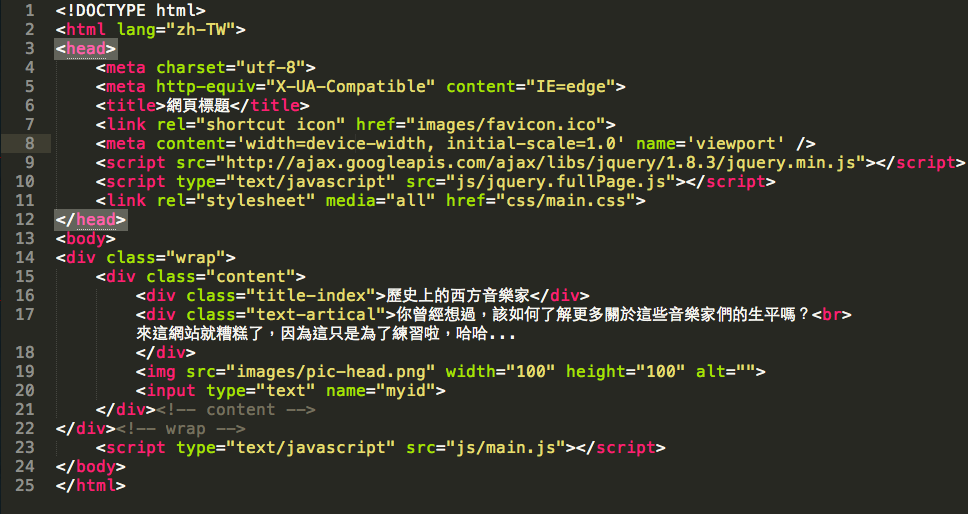 1 <!DOCTYPE html>
2 <html lang="zh-TW">
3 <head>
4     <meta charset="utf-8">
5     <meta http-equiv="X-UA-Compatible" content="IE=edge">
6     <title>網頁標題</title>
7     <link rel="shortcut icon" href="images/favicon.ico">
8     <meta content='width=device-width, initial-scale=1.0' name='viewport' />
9     <script src="http://ajax.googleapis.com/ajax/libs/jquery/1.8.3/jquery.min.js"></script>
10     <script type="text/javascript" src="js/jquery.fullPage.js"></script>
11     <link rel="stylesheet" media="all" href="css/main.css">
12 </head>
13 <body>
14 <div class="wrap">
15     <div class="content">
16         <div class="title-index">歷史上的西方音樂家</div>
17         <div class="text-artical">你曾經想過，該如何了解更多關於這些音樂家們的生平嗎？<br>
        來這網站就糟糕了，因為這只是為了練習啦，哈哈...
18         </div>
19         <img src="images/pic-head.png" width="100" height="100" alt="">
20         <input type="text" name="myid">
21     </div><!-- content -->
22 </div><!-- wrap -->
23     <script type="text/javascript" src="js/main.js"></script>
24 </body>
25 </html>